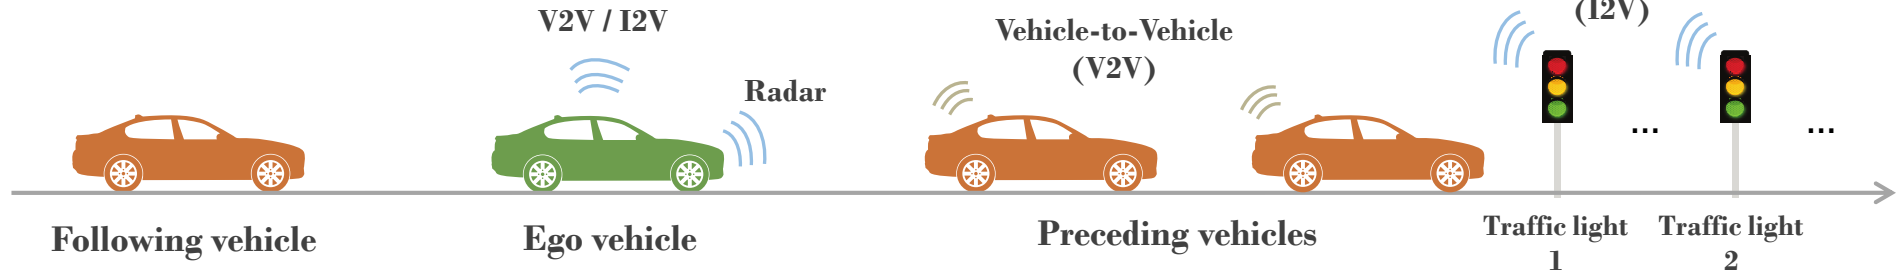 (I2V)
V2V / I2V
Vehicle-to-Vehicle
(V2V)
Radar
...
...
Following vehicle
Ego vehicle
Preceding vehicles
Traffic light
1
Traffic light
2